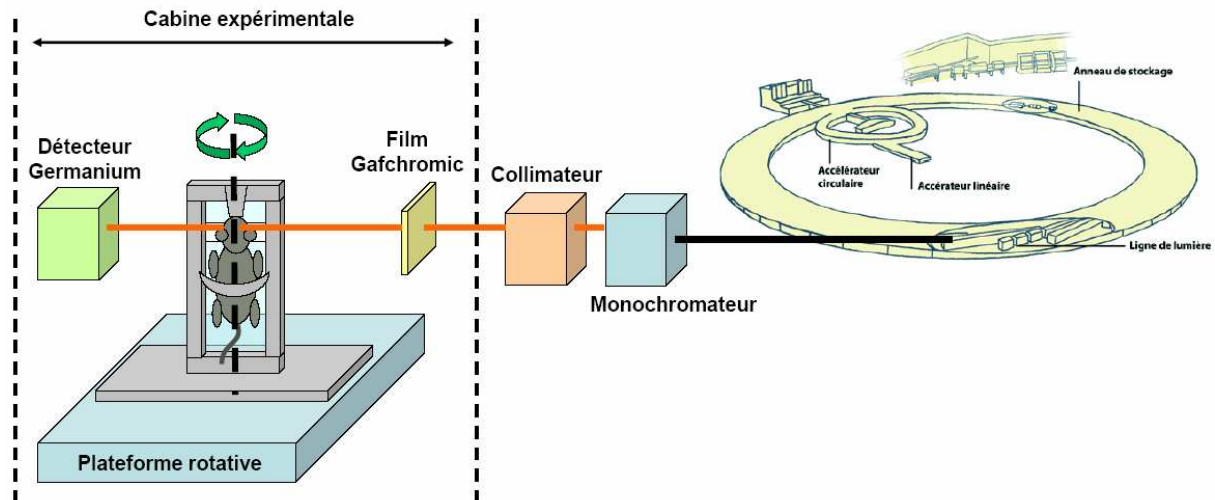 Cabine expérimentale
Détecteur
Germanium
Film
Gafchromic
Collimateur
Monochromateur
Plateforme rotative
Anneau de stockage
Accélérateur
circulaire
Accérateur linéaire
Ligne de lumière